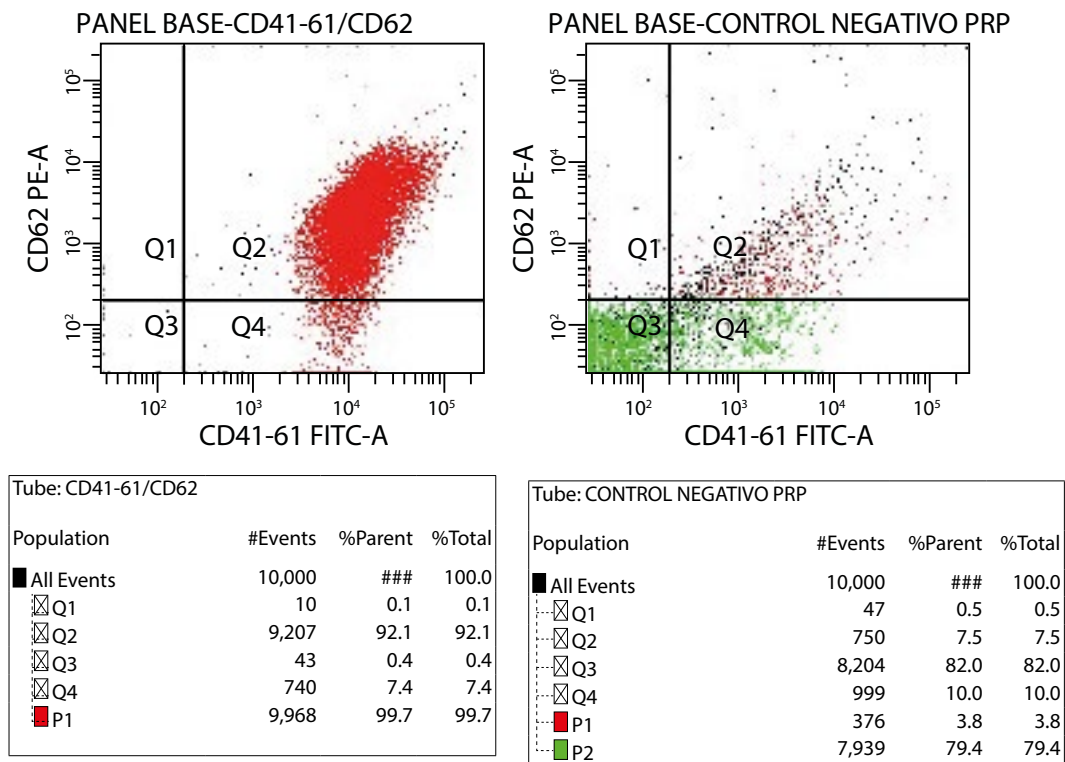 PANEL BASE-CD41-61/CD62
CD62 PE-A
10⁵
10⁴
10³
10²
Q1 Q2
Q3 Q4
10² 10³ 10⁴ 10⁵
CD41-61 FITC-A
PANEL BASE-CONTROL NEGATIVO PRP
CD62 PE-A
10⁵
10⁴
10³
10²
Q1 Q2
Q3 Q4
10² 10³ 10⁴ 10⁵
CD41-61 FITC-A
Tube: CD41-61/CD62
Population #Events %Parent %Total
All Events 10,000 ### 100.0
Q1 10 0.1 0.1
Q2 9,207 92.1 92.1
Q3 43 0.4 0.4
Q4 740 7.4 7.4
P1 9,968 99.7 99.7
Tube: CONTROL NEGATIVO PRP
Population #Events %Parent %Total
All Events 10,000 ### 100.0
Q1 47 0.5 0.5
Q2 750 7.5 7.5
Q3 8,204 82.0 82.0
Q4 999 10.0 10.0
P1 376 3.8 3.8
P2 7,939 79.4 79.4